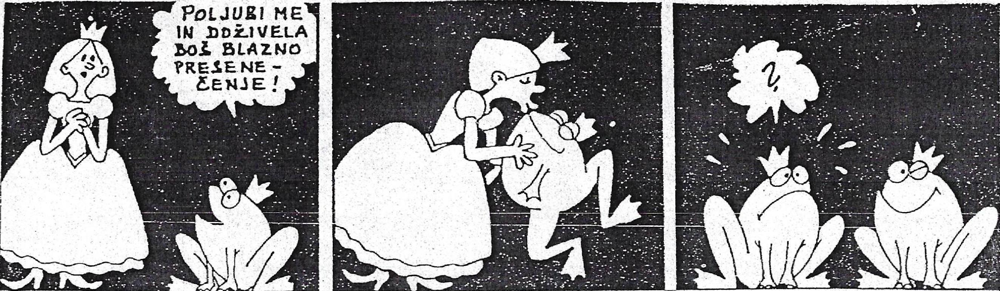 POLJUBI ME
IN DOŽIVELA
BOŠ BLAZNO
PRESENE-
ČENJE!
?